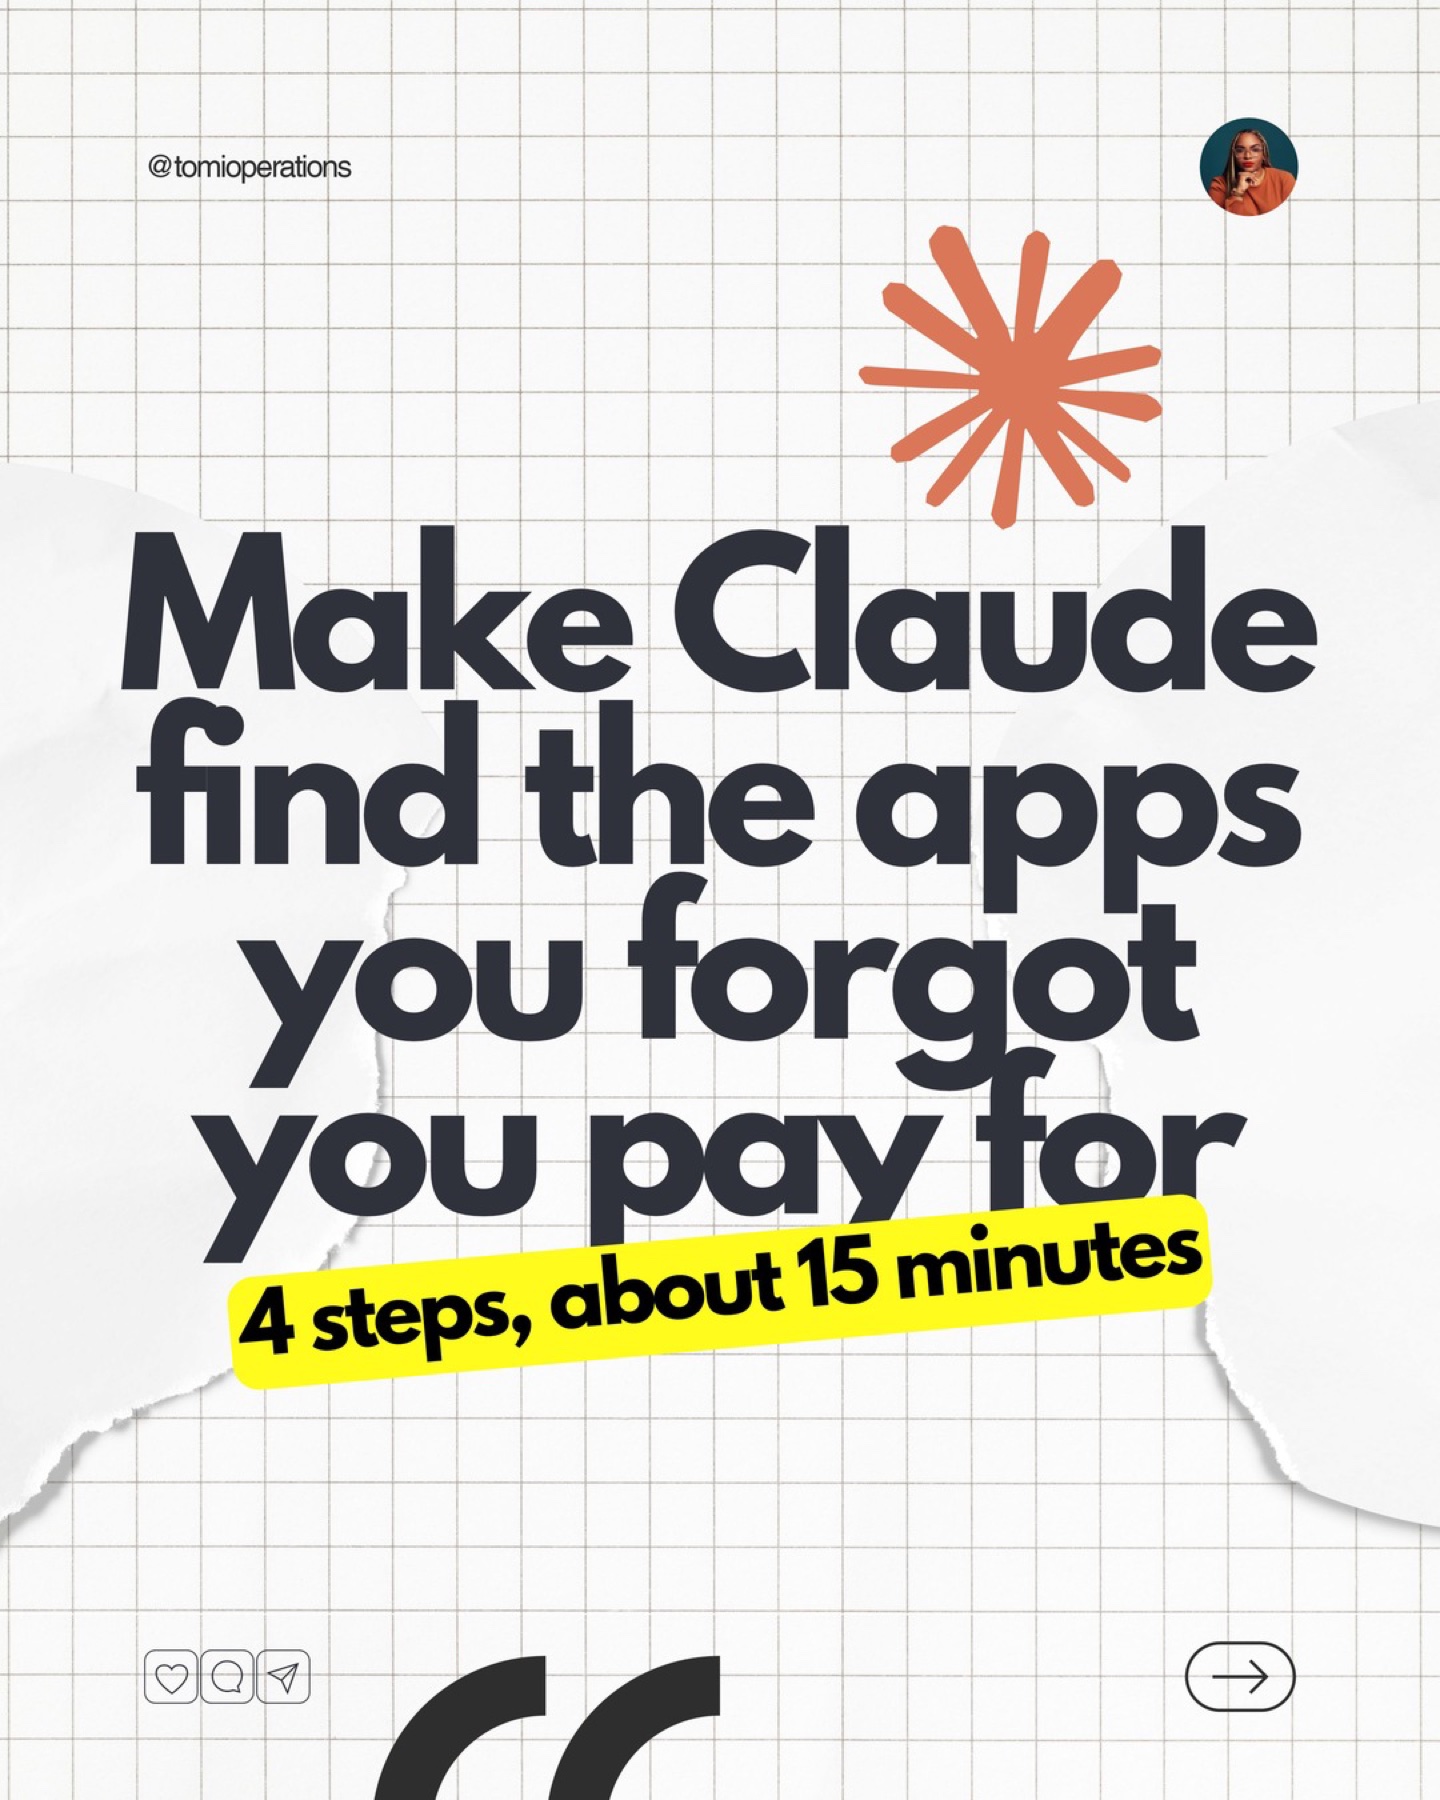 @tomioperations
Make Claude
find the apps
you forgot
you pay for
4 steps, about 15 minutes